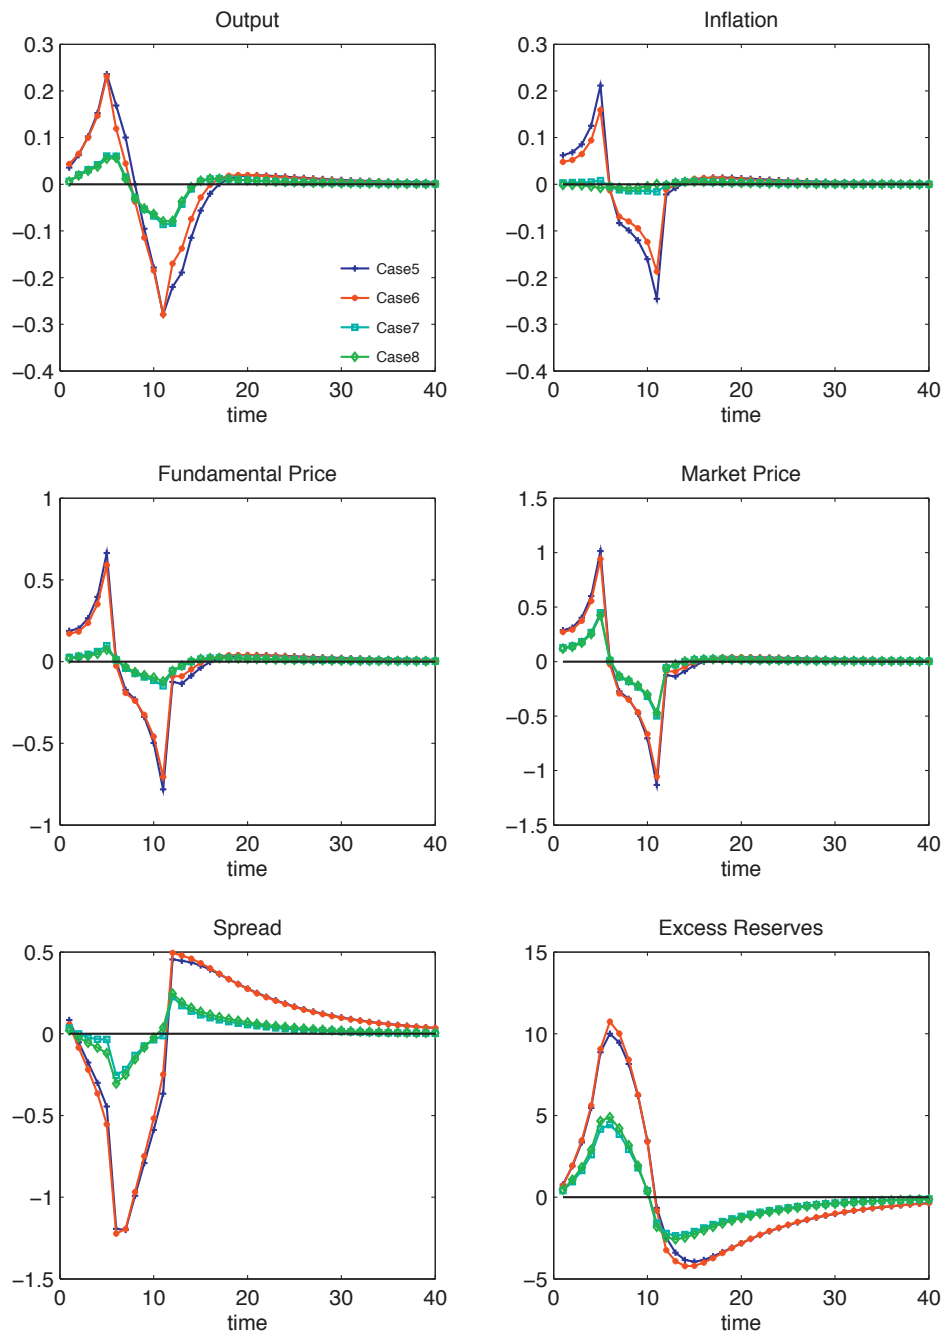 Output
0.3
0.2
0.1
0
−0.1
−0.2
−0.3
−0.4
Case5
Case6
Case7
Case8
0 10 20 30 40
time
Inflation
0.3
0.2
0.1
0
−0.1
−0.2
−0.3
−0.4
0 10 20 30 40
time
Fundamental Price
1
0.5
0
−0.5
−1
0 10 20 30 40
time
Market Price
1.5
1
0.5
0
−0.5
−1
−1.5
0 10 20 30 40
time
Spread
0.5
0
−0.5
−1
−1.5
0 10 20 30 40
time
Excess Reserves
15
10
5
0
−5
0 10 20 30 40
time